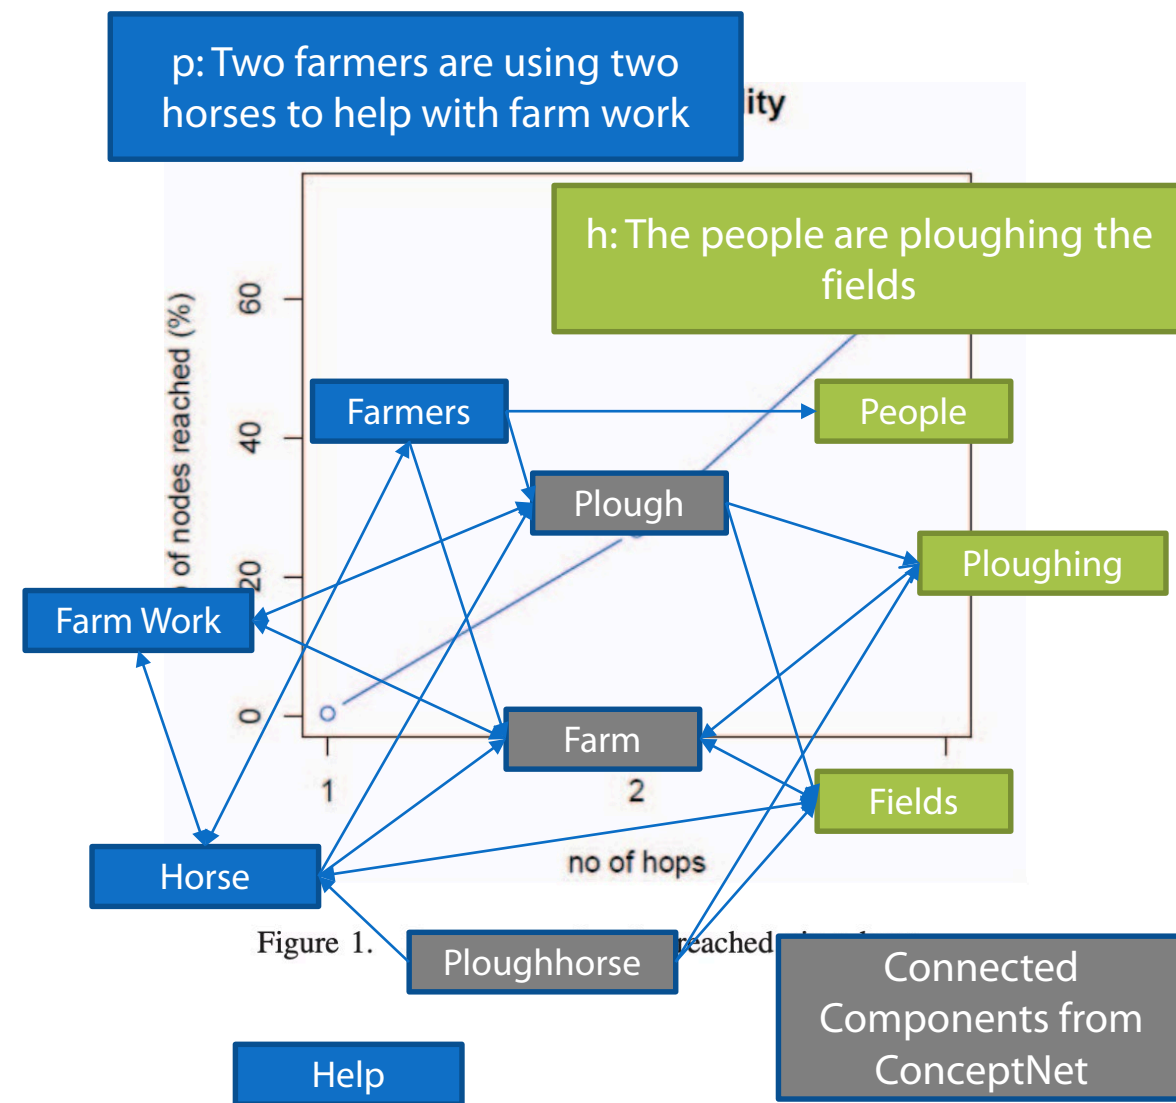 p: Two farmers are using two
horses to help with farm work
ity
h: The people are ploughing the
fields
of nodes reached (%)
60
40
20
0
Farmers
People
Plough
Ploughing
Farm Work
Farm
1
2
Fields
no of hops
Horse
Figure 1.
reached
Ploughhorse
Connected
Components from
ConceptNet
Help